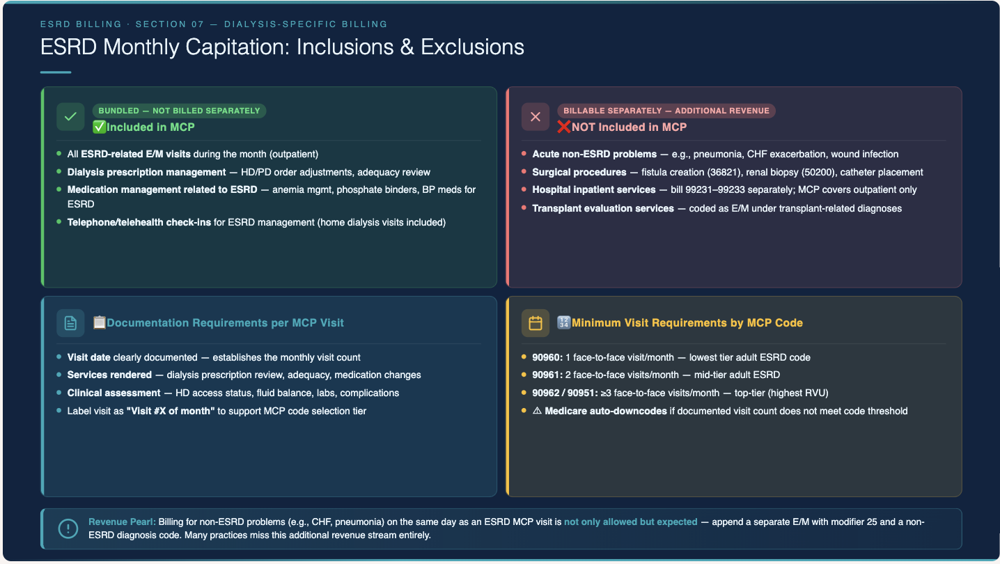 ESRD BILLING · SECTION 07 — DIALYSIS-SPECIFIC BILLING
ESRD Monthly Capitation: Inclusions & Exclusions
BUNDLED — NOT BILLED SEPARATELY
✅Included in MCP
All ESRD-related E/M visits during the month (outpatient)
Dialysis prescription management — HD/PD order adjustments, adequacy review
Medication management related to ESRD — anemia mgmt, phosphate binders, BP meds for
ESRD
Telephone/telehealth check-ins for ESRD management (home dialysis visits included)
BILLABLE SEPARATELY — ADDITIONAL REVENUE
❌NOT Included in MCP
Acute non-ESRD problems — e.g., pneumonia, CHF exacerbation, wound infection
Surgical procedures — fistula creation (36821), renal biopsy (50200), catheter placement
Hospital inpatient services — bill 99231–99233 separately; MCP covers outpatient only
Transplant evaluation services — coded as E/M under transplant-related diagnoses
📋Documentation Requirements per MCP Visit
Visit date clearly documented — establishes the monthly visit count
Services rendered — dialysis prescription review, adequacy, medication changes
Clinical assessment — HD access status, fluid balance, labs, complications
Label visit as "Visit #X of month" to support MCP code selection tier
🔢Minimum Visit Requirements by MCP Code
90960: 1 face-to-face visit/month — lowest tier adult ESRD code
90961: 2 face-to-face visits/month — mid-tier adult ESRD
90962 / 90951: ≥3 face-to-face visits/month — top-tier (highest RVU)
⚠ Medicare auto-downcodes if documented visit count does not meet code threshold
Revenue Pearl: Billing for non-ESRD problems (e.g., CHF, pneumonia) on the same day as an ESRD MCP visit is not only allowed but expected — append a separate E/M with modifier 25 and a non-
ESRD diagnosis code. Many practices miss this additional revenue stream entirely.